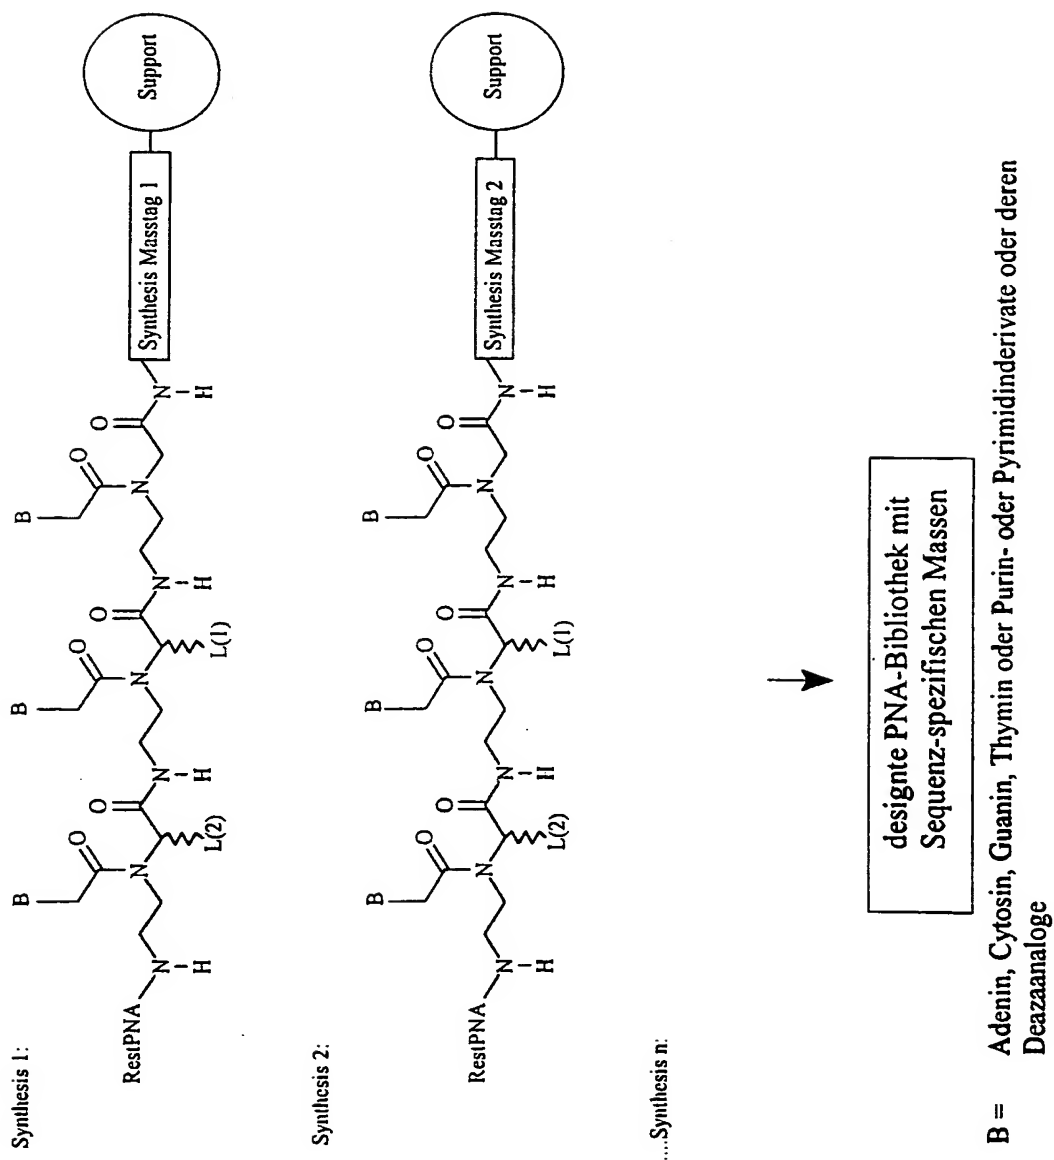 Synthesis 1:
B
B
B
O
O
O
O
O
O
RestPNA
N
H
N
L(2)
N
H
N
L(1)
N
H
N
N
H
Synthesis Masstag 1
Support
Synthesis 2:
B
B
B
O
O
O
O
O
O
RestPNA
N
H
N
L(2)
N
H
N
L(1)
N
H
N
N
H
Synthesis Masstag 2
Support
.....Synthesis n:
designte PNA-Bibliothek mit
Sequenz-spezifischen Massen
B = Adenin, Cytosin, Guanin, Thymin oder Purin- oder Pyrimidinderivate oder deren
Deazaanaloge